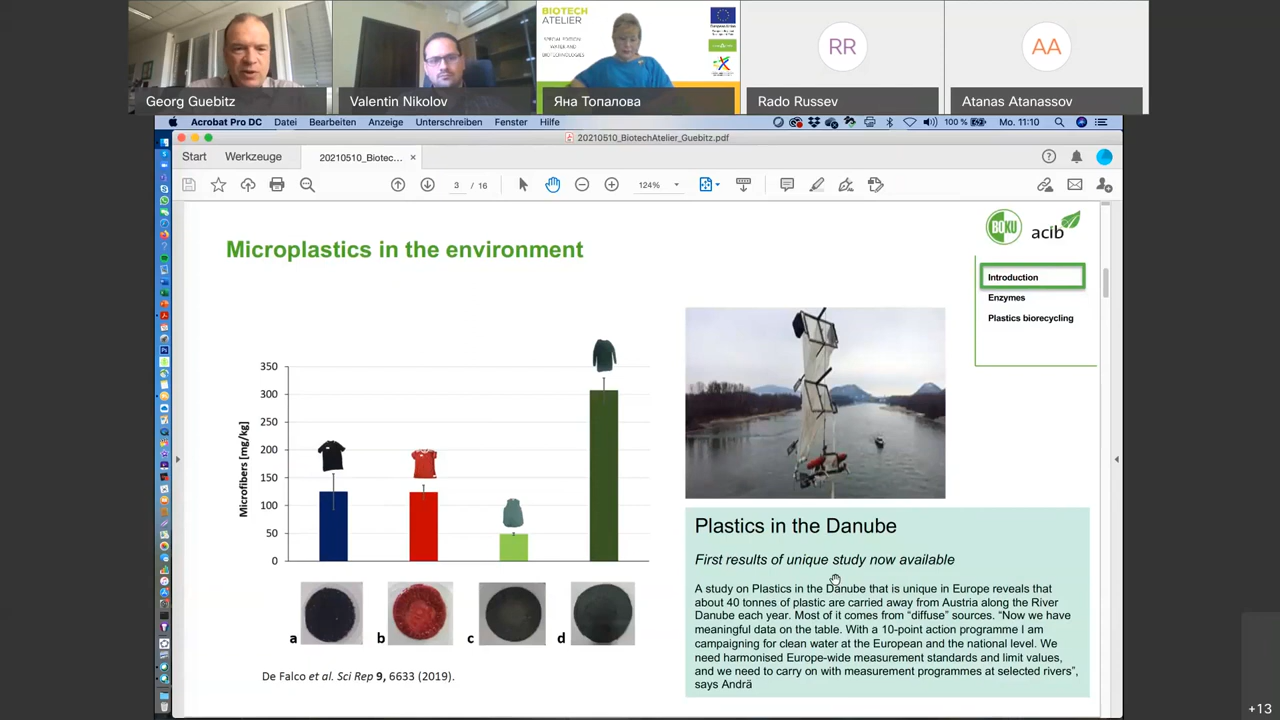 BIOTECH
ATELIER
SPECIAL EDITION
WATER AND
BIOTECHNOLOGIES
RR
AA
Georg Guebitz
Valentin Nikolov
Яна Топалова
Rado Russev
Atanas Atanassov
Acrobat Pro DC Datei Bearbeiten Anzeige Unterschreiben Fenster Hilfe
100 % Mo. 11:10
20210510_BiotechAtelier_Guebitz.pdf
Start Werkzeuge 20210510_Biotec... ×
3 / 16
124%
Microplastics in the environment
BOKU
acib
Introduction
Enzymes
Plastics biorecycling
Microfibers [mg/kg]
350
300
250
200
150
100
50
0
a b c d
De Falco et al. Sci Rep 9, 6633 (2019).
Plastics in the Danube
First results of unique study now available
A study on Plastics in the Danube that is unique in Europe reveals that
about 40 tonnes of plastic are carried away from Austria along the River
Danube each year. Most of it comes from “diffuse” sources. “Now we have
meaningful data on the table. With a 10-point action programme I am
campaigning for clean water at the European and the national level. We
need harmonised Europe-wide measurement standards and limit values,
and we need to carry on with measurement programmes at selected rivers”,
says Andrä
+13